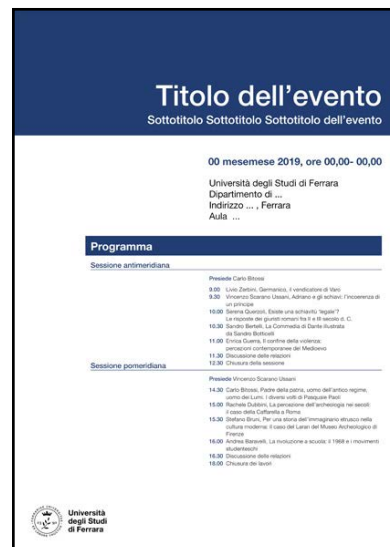 Titolo dell'evento
Sottotitolo Sottotitolo Sottotitolo dell'evento
00 mesemese 2019, ore 00,00- 00,00
Università degli Studi di Ferrara
Dipartimento di ...
Indirizzo ... , Ferrara
Aula ...
Programma
Sessione antimeridiana
Presiede Carlo Bitossi
9.00 Livio Zerbini, Germanico, il vendicatore di Varo
9.30 Vincenzo Scarano Ussani, Adriano e gli schiavi: l'incoerenza di
un principe
10.00 Serena Querzoli, Esiste una schiavitù "legale"?
Le risposte dei giuristi romani fra II e III secolo d. C.
10.30 Sandro Bertelli, La Commedia di Dante illustrata
da Sandro Botticelli
11.00 Enrica Guerra, Il confine della violenza:
percezioni contemporanee del Medioevo
11.30 Discussione delle relazioni
12.30 Chiusura della sessione
Sessione pomeridiana
Presiede Vincenzo Scarano Ussani
14.30 Carlo Bitossi, Padre della patria, uomo dell'antico regime,
uomo dei Lumi. I diversi volti di Pasquale Paoli
15.00 Rachele Dubbini, La percezione dell'archeologia nei secoli:
il caso della Caffarella a Roma
15.30 Stefano Bruni, Per una storia dell'immaginario etrusco nella
cultura moderna: il caso del Larari del Museo Archeologico di
Firenze
16.00 Andrea Baravelli, La rivoluzione a scuola: il 1968 e i movimenti
studenteschi
16.30 Discussione delle relazioni
18.00 Chiusura dei lavori
Università
degli Studi
di Ferrara